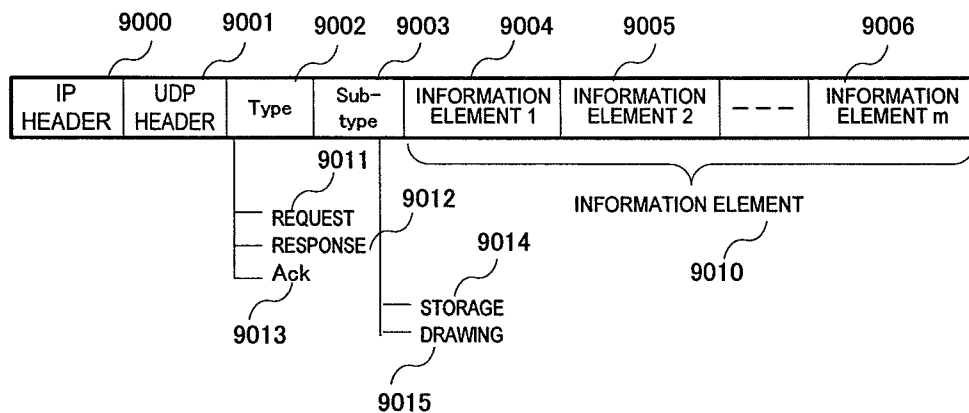 9000 9001 9002 9003 9004 9005 9006
IP HEADER UDP HEADER Type Sub-type INFORMATION ELEMENT 1 INFORMATION ELEMENT 2 ---- INFORMATION ELEMENT m
9011
REQUEST
9012
RESPONSE
Ack
9013
INFORMATION ELEMENT
9010
9014
STORAGE
DRAWING
9015